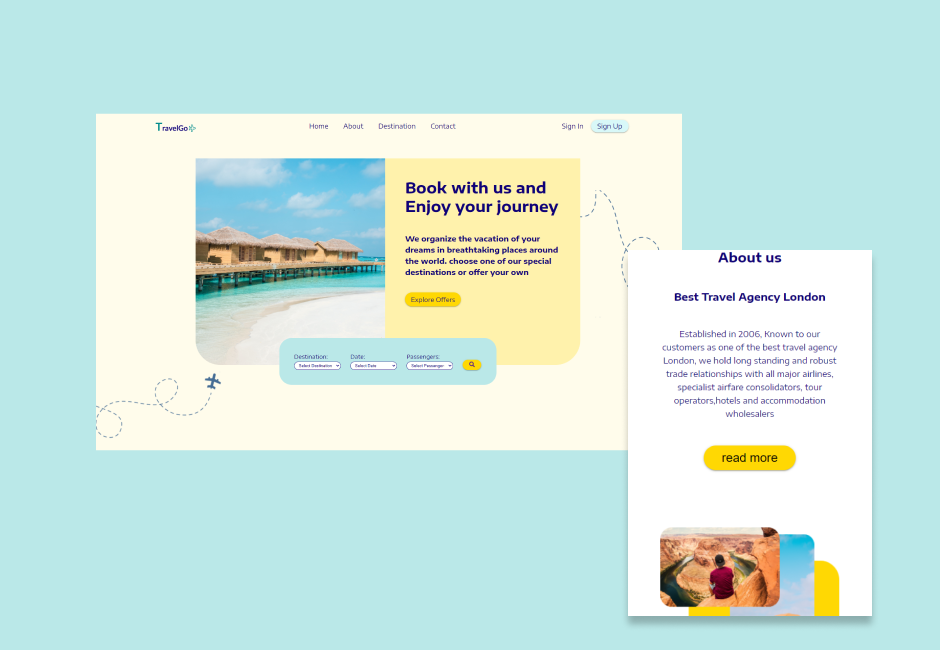 TravelGo
Home About Destination Contact
Sign In Sign Up
Book with us and
Enjoy your journey
We organize the vacation of your
dreams in breathtaking places around
the world. choose one of our special
destinations or offer your own
Explore Offers
Destination: Date: Passengers:
Select Destination Select Date Select Passenger
About us
Best Travel Agency London
Established in 2006, Known to our
customers as one of the best travel agency
London, we hold long standing and robust
trade relationships with all major airlines,
specialist airfare consolidators, tour
operators,hotels and accommodation
wholesalers
read more